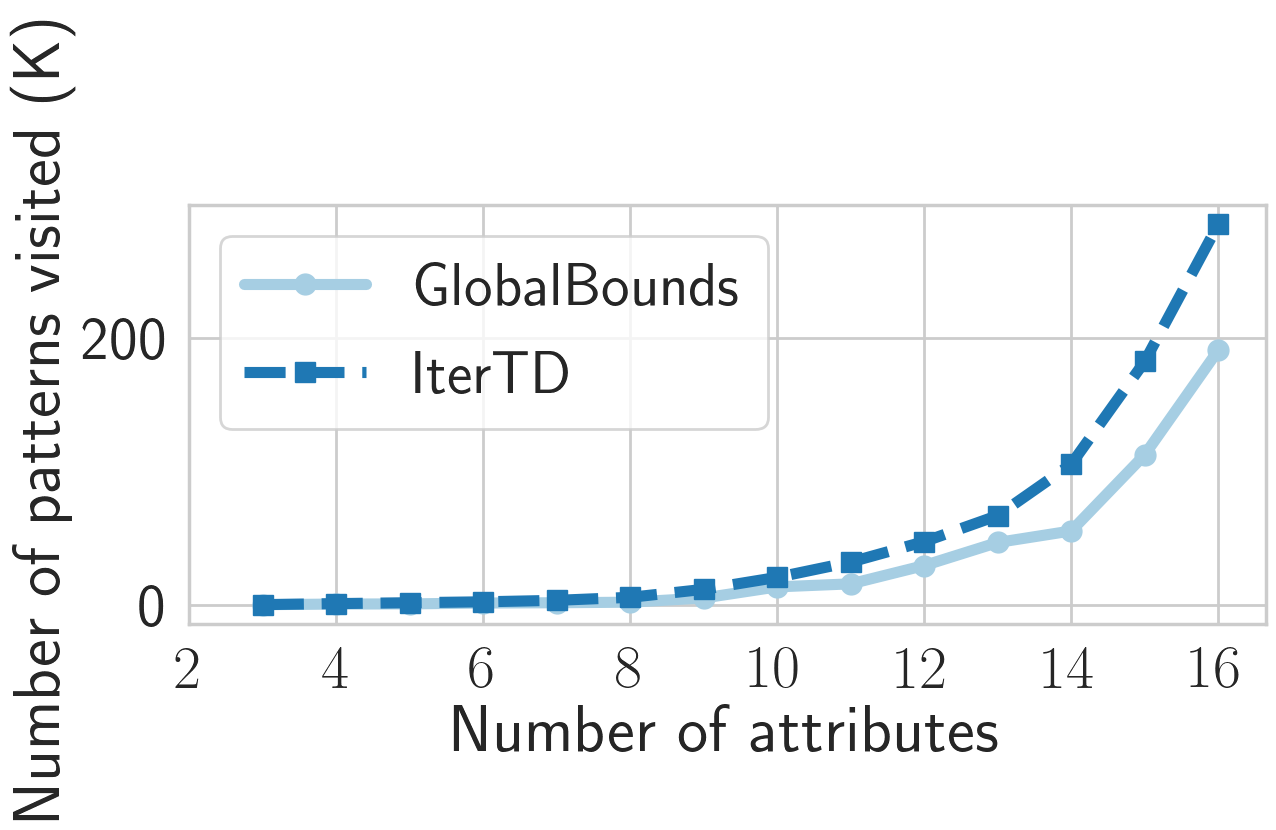 Number of patterns visited (K)
200
0
GlobalBounds
IterTD
2 4 6 8 10 12 14 16
Number of attributes